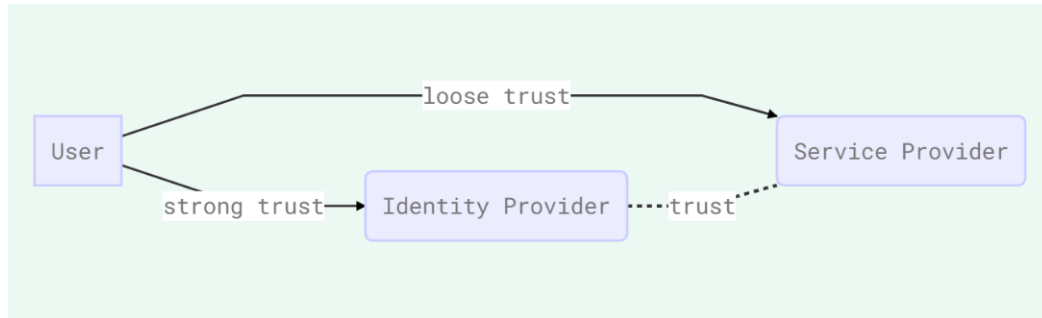 loose trust
User
Service Provider
strong trust
Identity Provider
trust